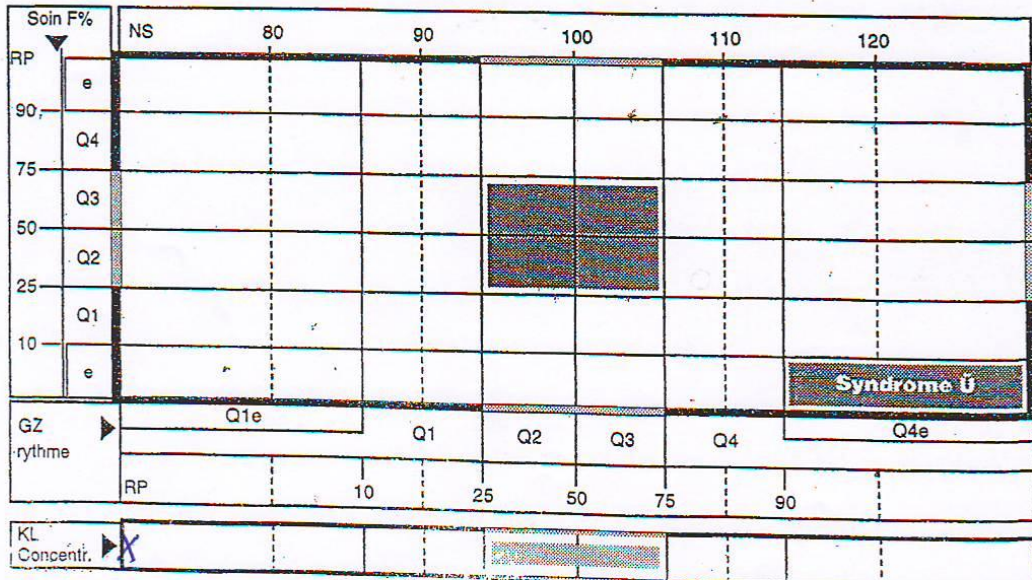 Soin F%
NS 80 90 100 110 120
RP
e
90
Q4
75
Q3
50
Q2
25
Q1
10
e
Syndrome Ü
GZ
rythme
Q1e Q1 Q2 Q3 Q4 Q4e
RP 10 25 50 75 90
KL
Concentr.
X